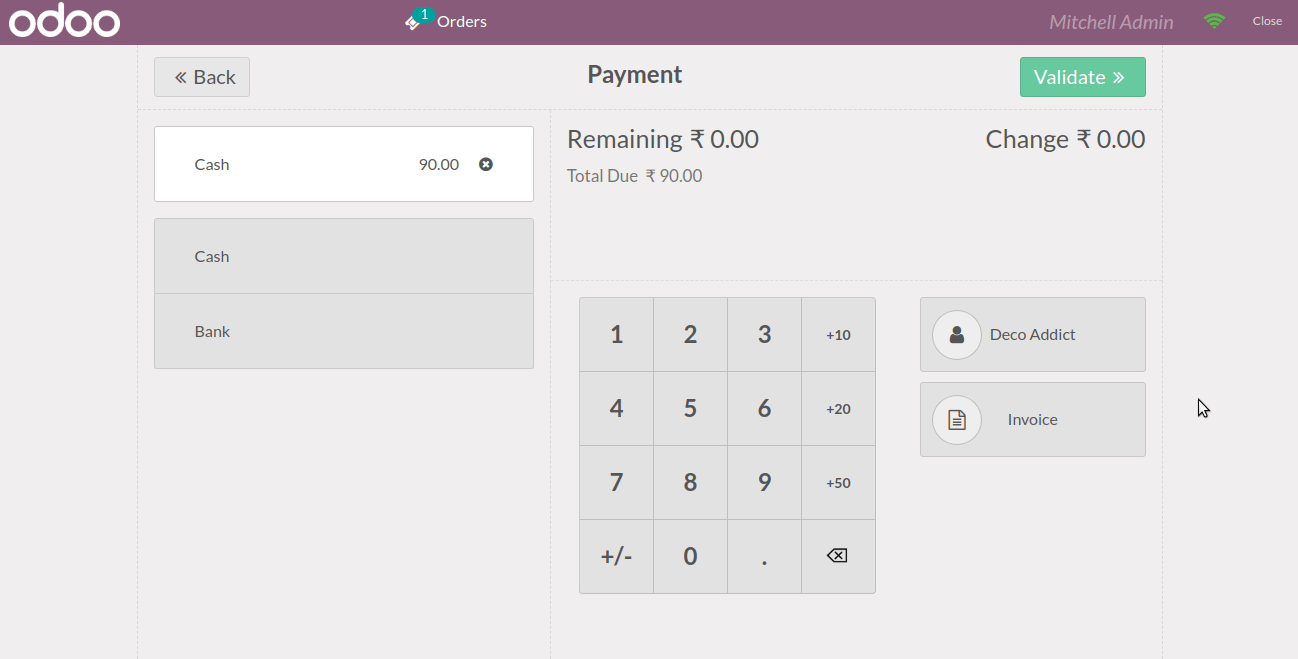 odoo
1
Orders
Mitchell Admin
Close
Back
Payment
Validate
Cash 90.00
Cash
Bank
Remaining ₹ 0.00
Change ₹ 0.00
Total Due ₹ 90.00
1 2 3 +10
4 5 6 +20
7 8 9 +50
+/- 0 .
Deco Addict
Invoice